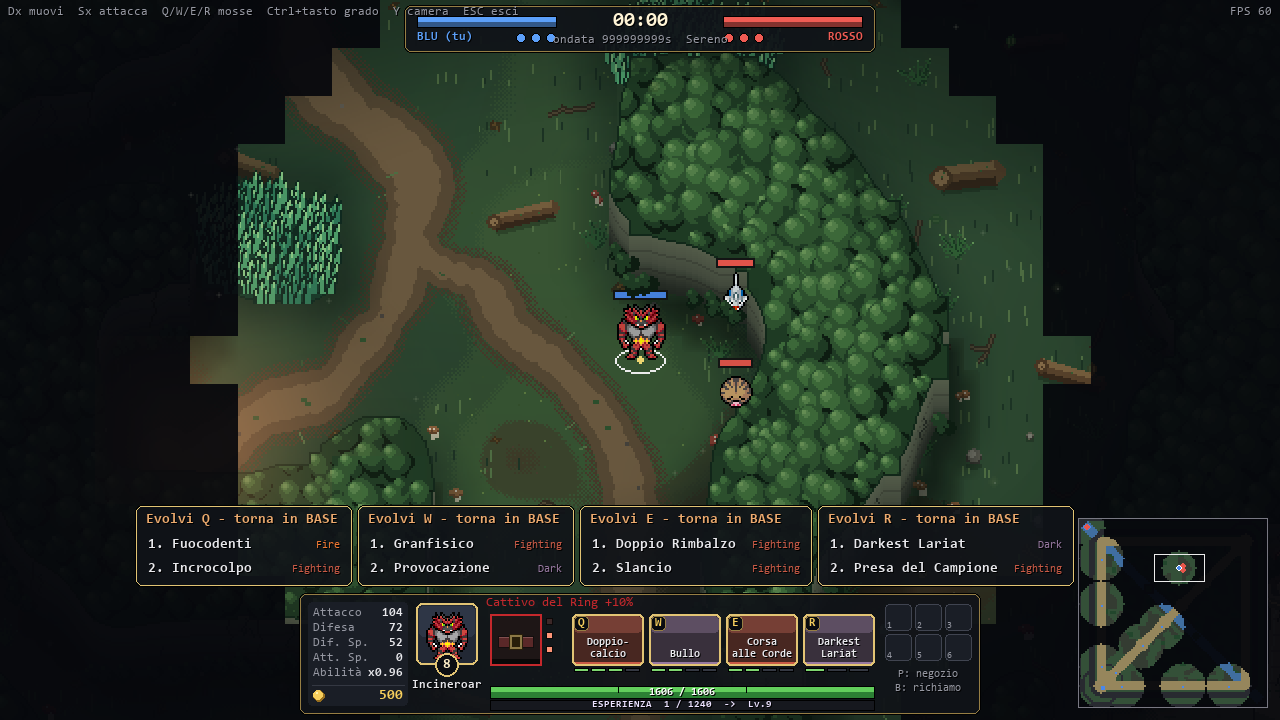 Dx muovi  Sx attacca  Q/W/E/R mosse  Ctrl+tasto grado  Y camera  ESC esci
FPS 60
00:00
BLU (tu)
ROSSO
ondata 999999999s  Sereno
Evolvi Q - torna in BASE
1. Fuocodenti Fire
2. Incrocolpo Fighting
Evolvi W - torna in BASE
1. Granfisico Fighting
2. Provocazione Dark
Evolvi E - torna in BASE
1. Doppio Rimbalzo Fighting
2. Slancio Fighting
Evolvi R - torna in BASE
1. Darkest Lariat Dark
2. Presa del Campione Fighting
Cattivo del Ring +10%
Attacco 104
Difesa 72
Dif. Sp. 52
Att. Sp. 0
Abilità x0.96
500
8
Incineroar
Q
Doppio-
calcio
W
Bullo
E
Corsa
alle Corde
R
Darkest
Lariat
1 2 3
4 5 6
P: negozio
B: richiamo
1606 / 1606
ESPERIENZA  1 / 1240  ->  Lv.9